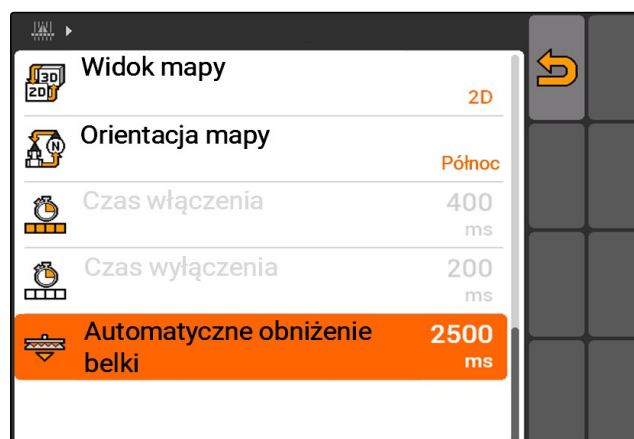 Widok mapy
2D
Orientacja mapy
Północ
Czas włączenia
400
ms
Czas wyłączenia
200
ms
Automatyczne obniżenie
belki
2500
ms